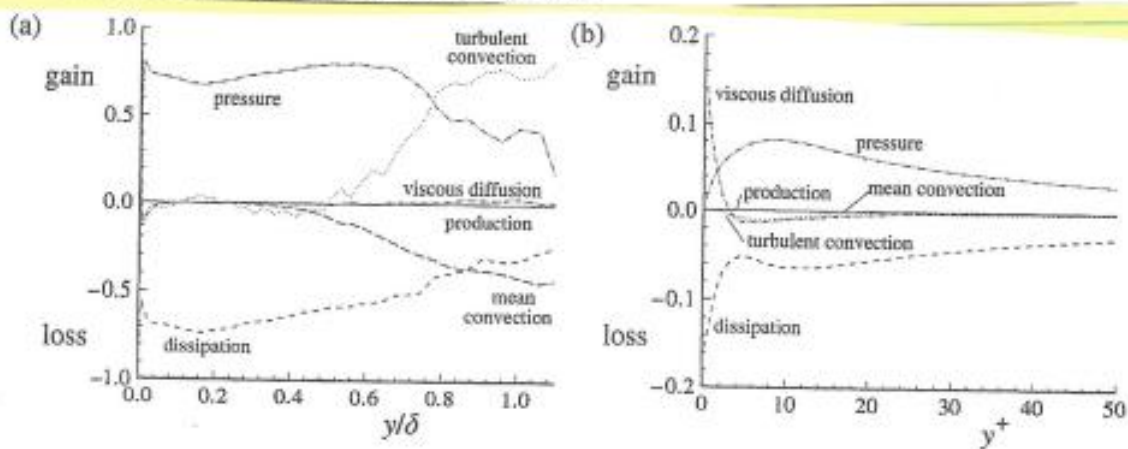 (a)
1.0
gain
0.5
0.0
−0.5
loss
−1.0
turbulent
convection
pressure
viscous diffusion
production
mean
convection
dissipation
0.0
0.2
0.4
0.6
0.8
1.0
y/δ
(b)
0.2
gain
0.1
0.0
−0.1
loss
−0.2
viscous diffusion
pressure
production
mean convection
turbulent convection
dissipation
0
10
20
30
40
50
y+